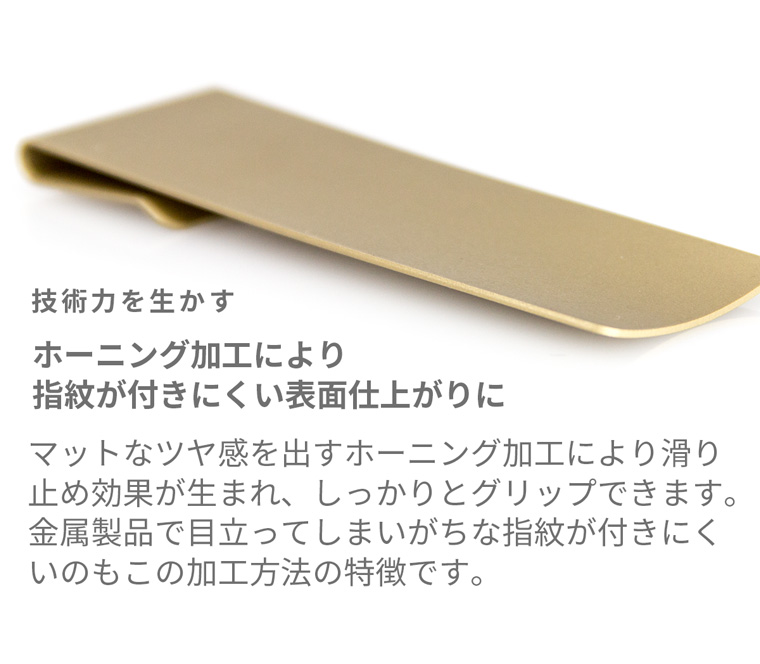 技術力を生かす
ホーニング加工により
指紋が付きにくい表面仕上がりに
マットなツヤ感を出すホーニング加工により滑り
止め効果が生まれ、しっかりとグリップできます。
金属製品で目立ってしまいがちな指紋が付きにく
いのもこの加工方法の特徴です。